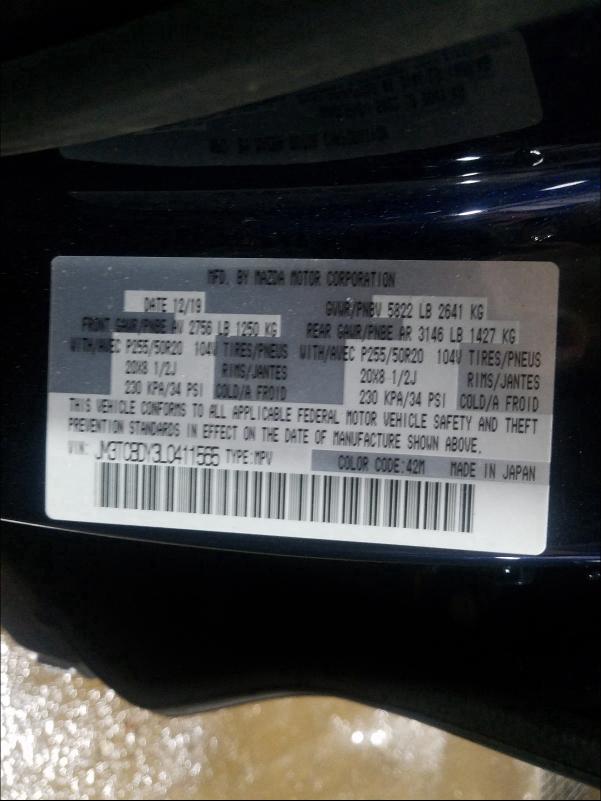 MFD. BY MAZDA MOTOR CORPORATION
DATE 12/19 GVWR/PNBV 5822 LB 2641 KG
FRONT GAWR/PNBE AV 2756 LB 1250 KG REAR GAWR/PNBE AR 3146 LB 1427 KG
WITH/AVEC P255/50R20 104V TIRES/PNEUS WITH/AVEC P255/50R20 104V TIRES/PNEUS
20X8 1/2J RIMS/JANTES 20X8 1/2J RIMS/JANTES
230 KPA/34 PSI COLD/A FROID 230 KPA/34 PSI COLD/A FROID
THIS VEHICLE CONFORMS TO ALL APPLICABLE FEDERAL MOTOR VEHICLE SAFETY AND THEFT
PREVENTION STANDARDS IN EFFECT ON THE DATE OF MANUFACTURE SHOWN ABOVE.
VIN: JM3TCBDY3L0411565 TYPE:MPV COLOR CODE:42M MADE IN JAPAN